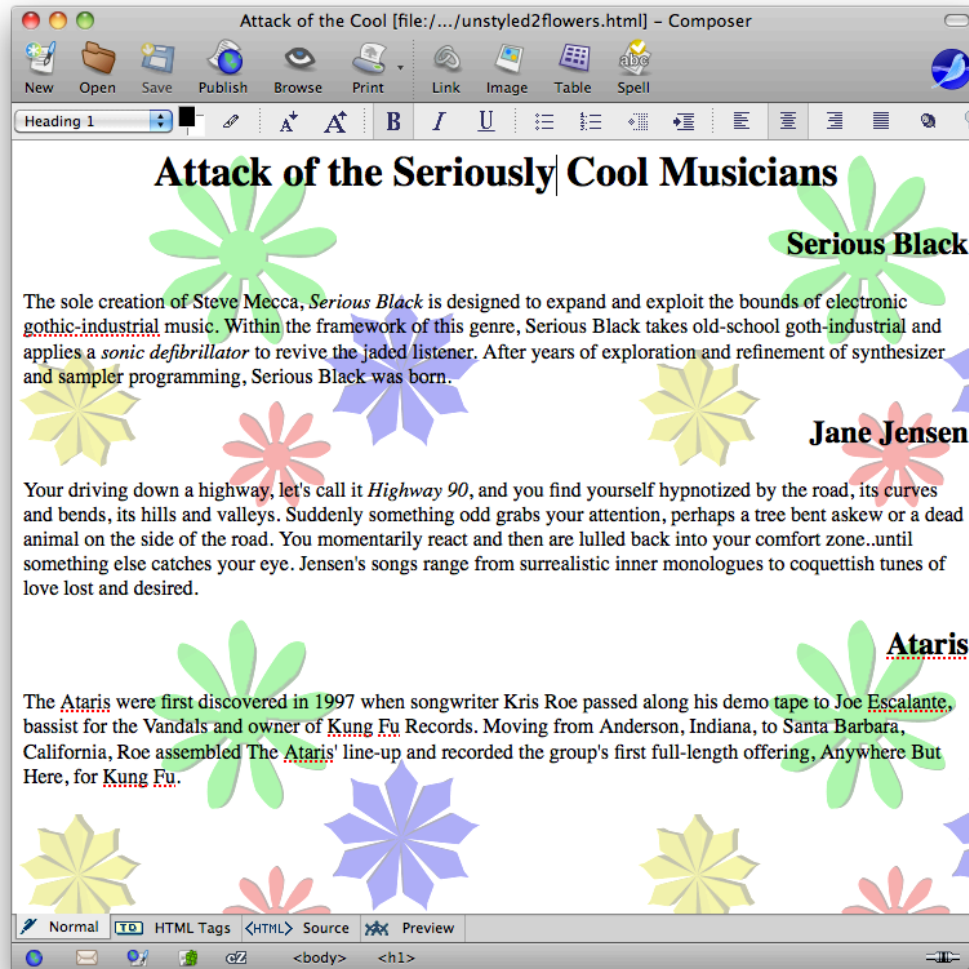 Attack of the Cool [file:/.../unstyled2flowers.html] – Composer
New Open Save Publish Browse Print Link Image Table Spell
abc
Heading 1 A A B I U
Attack of the Seriously Cool Musicians
Serious Black
The sole creation of Steve Mecca, Serious Black is designed to expand and exploit the bounds of electronic
gothic-industrial music. Within the framework of this genre, Serious Black takes old-school goth-industrial and
applies a sonic defibrillator to revive the jaded listener. After years of exploration and refinement of synthesizer
and sampler programming, Serious Black was born.
Jane Jensen
Your driving down a highway, let's call it Highway 90, and you find yourself hypnotized by the road, its curves
and bends, its hills and valleys. Suddenly something odd grabs your attention, perhaps a tree bent askew or a dead
animal on the side of the road. You momentarily react and then are lulled back into your comfort zone..until
something else catches your eye. Jensen's songs range from surrealistic inner monologues to coquettish tunes of
love lost and desired.
Ataris
The Ataris were first discovered in 1997 when songwriter Kris Roe passed along his demo tape to Joe Escalante,
bassist for the Vandals and owner of Kung Fu Records. Moving from Anderson, Indiana, to Santa Barbara,
California, Roe assembled The Ataris' line-up and recorded the group's first full-length offering, Anywhere But
Here, for Kung Fu.
Normal TD HTML Tags <HTML> Source Preview
cZ <body> <h1>